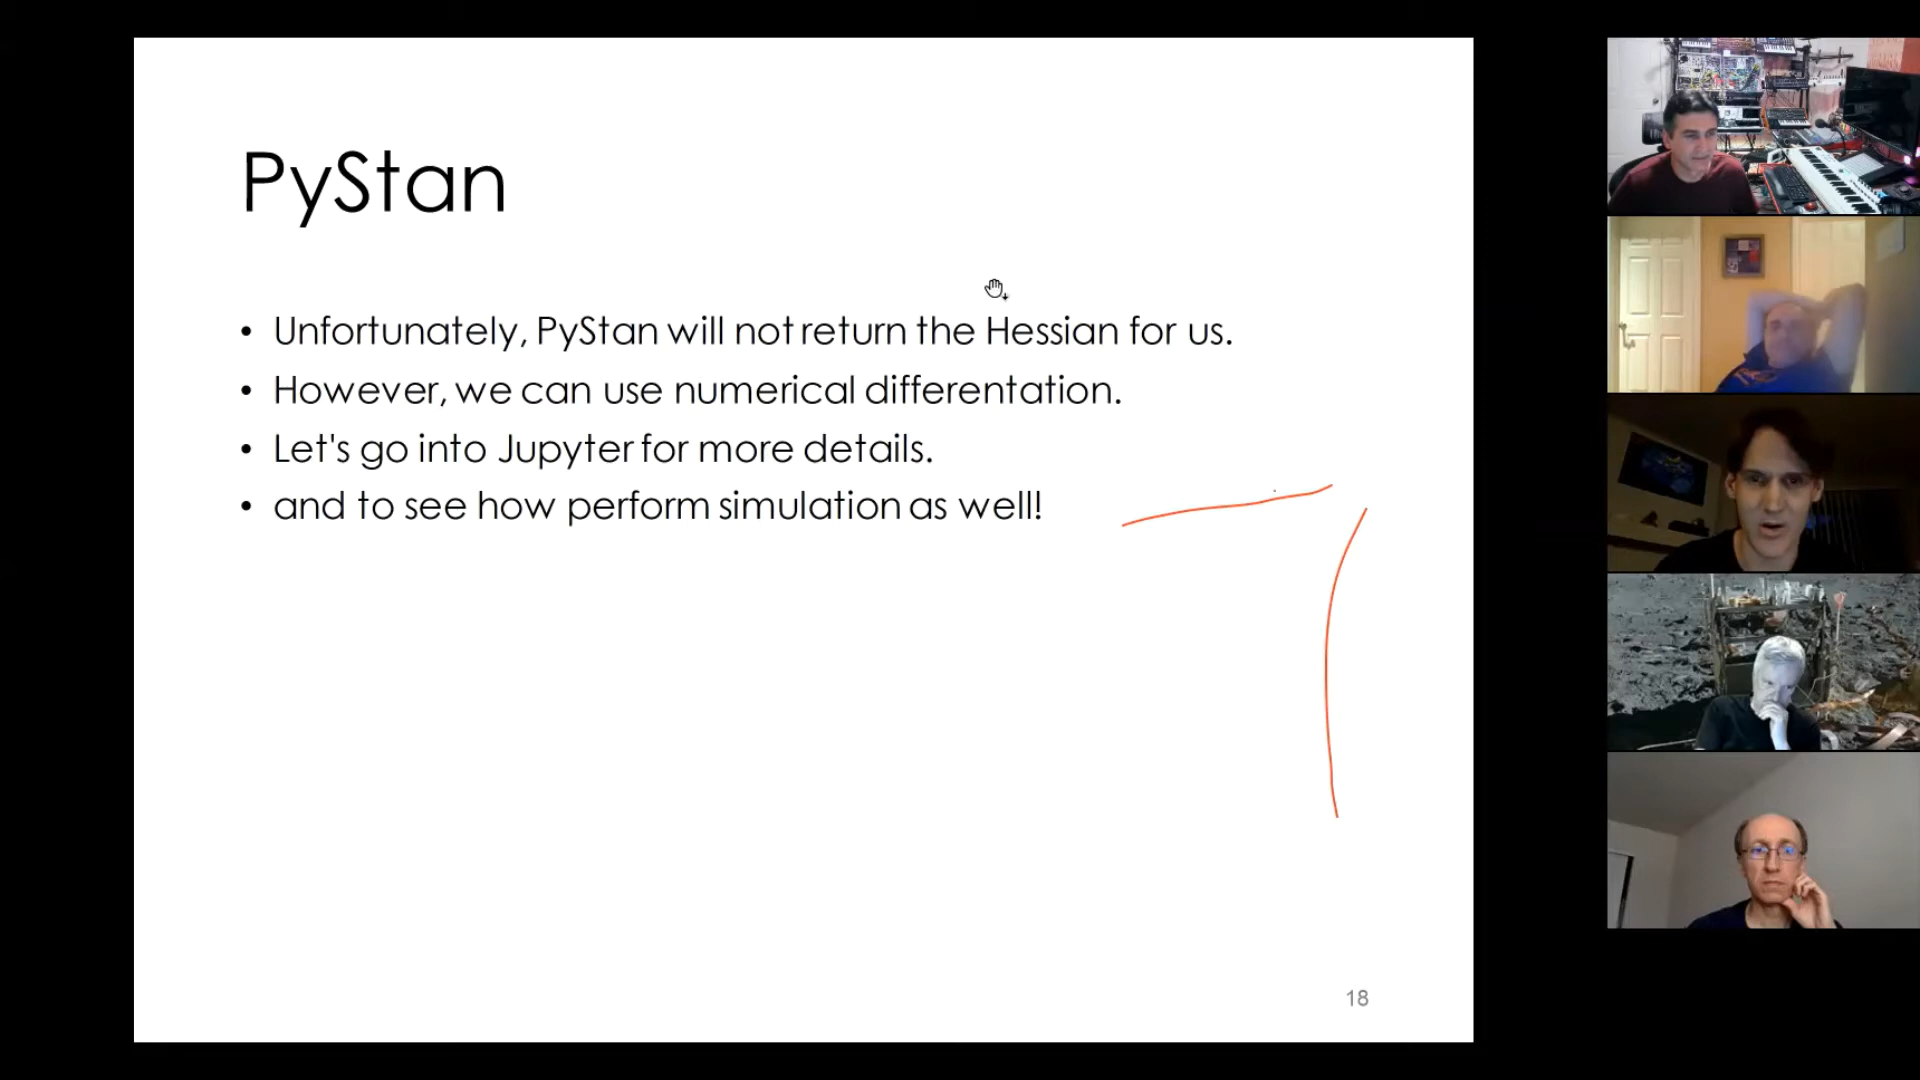 PyStan
• Unfortunately, PyStan will not return the Hessian for us.
• However, we can use numerical differentation.
• Let's go into Jupyter for more details.
• and to see how perform simulation as well!
18